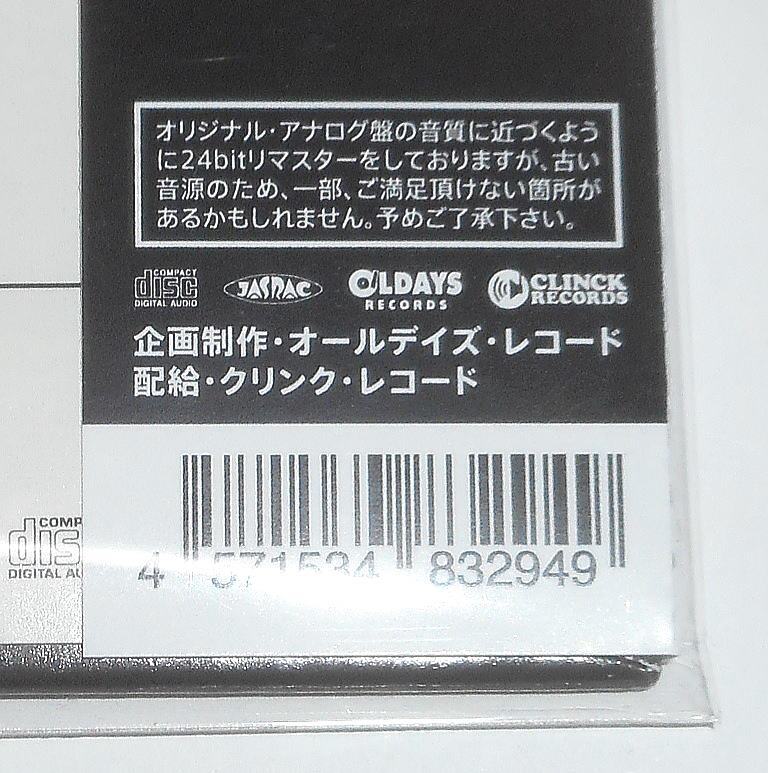 オリジナル・アナログ盤の音質に近づくよう
に24bitリマスターをしておりますが、古い
音源のため、一部、ご満足頂けない箇所が
あるかもしれません。予めご了承下さい。
COMPACT disc DIGITAL AUDIO
JASRAC
OLDAYS RECORDS
CLINCK RECORDS
企画制作・オールデイズ・レコード
配給・クリンク・レコード
4 571534 832949
COMP
dis
DIGITAL AU